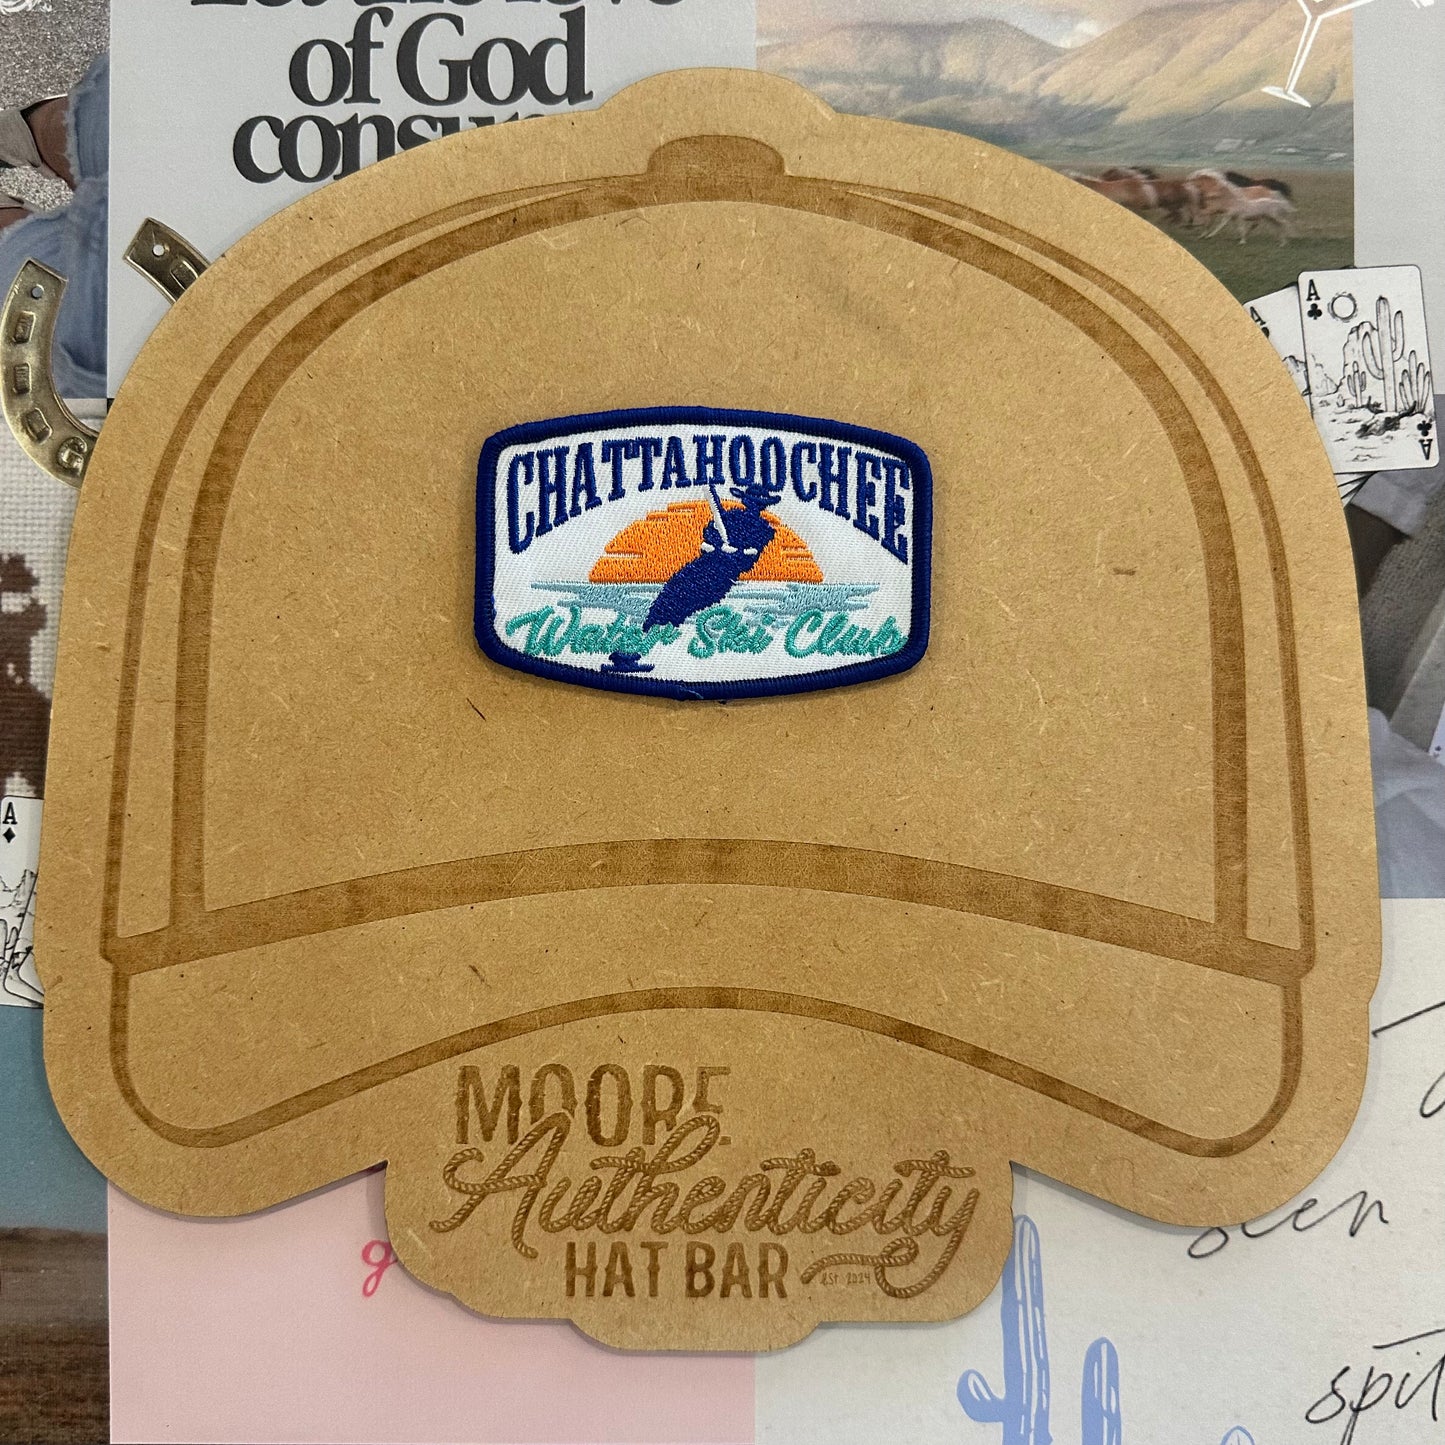 of God
CHATTAHOOCHEE
Water Ski Club
A
A
A
A
MOORE
Authenticity
HAT BAR
EST. 2024
g